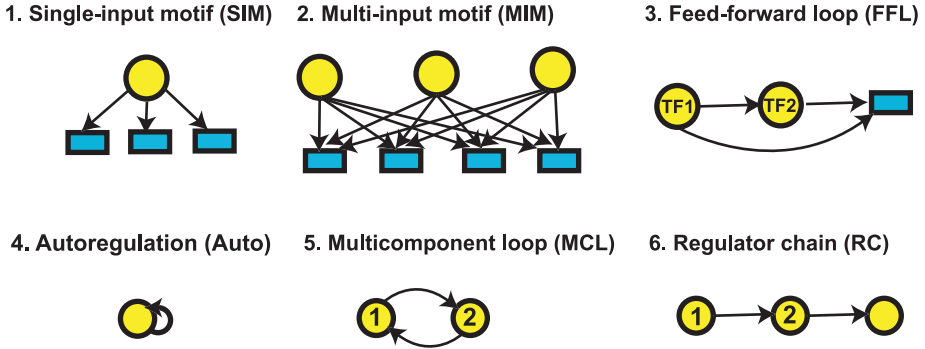 1. Single-input motif (SIM)
2. Multi-input motif (MIM)
3. Feed-forward loop (FFL)
TF1
TF2
4. Autoregulation (Auto)
5. Multicomponent loop (MCL)
6. Regulator chain (RC)
1
2
1
2